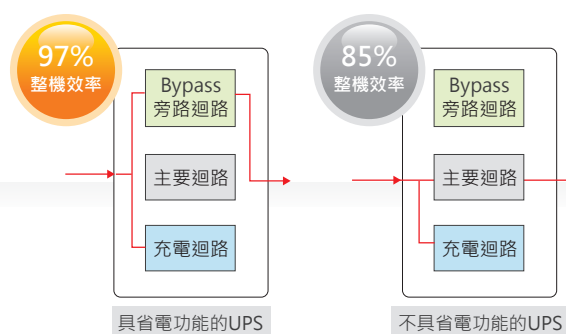 97%
整機效率
Bypass
旁路迴路
主要迴路
充電迴路
具省電功能的UPS
85%
整機效率
Bypass
旁路迴路
主要迴路
充電迴路
不具省電功能的UPS